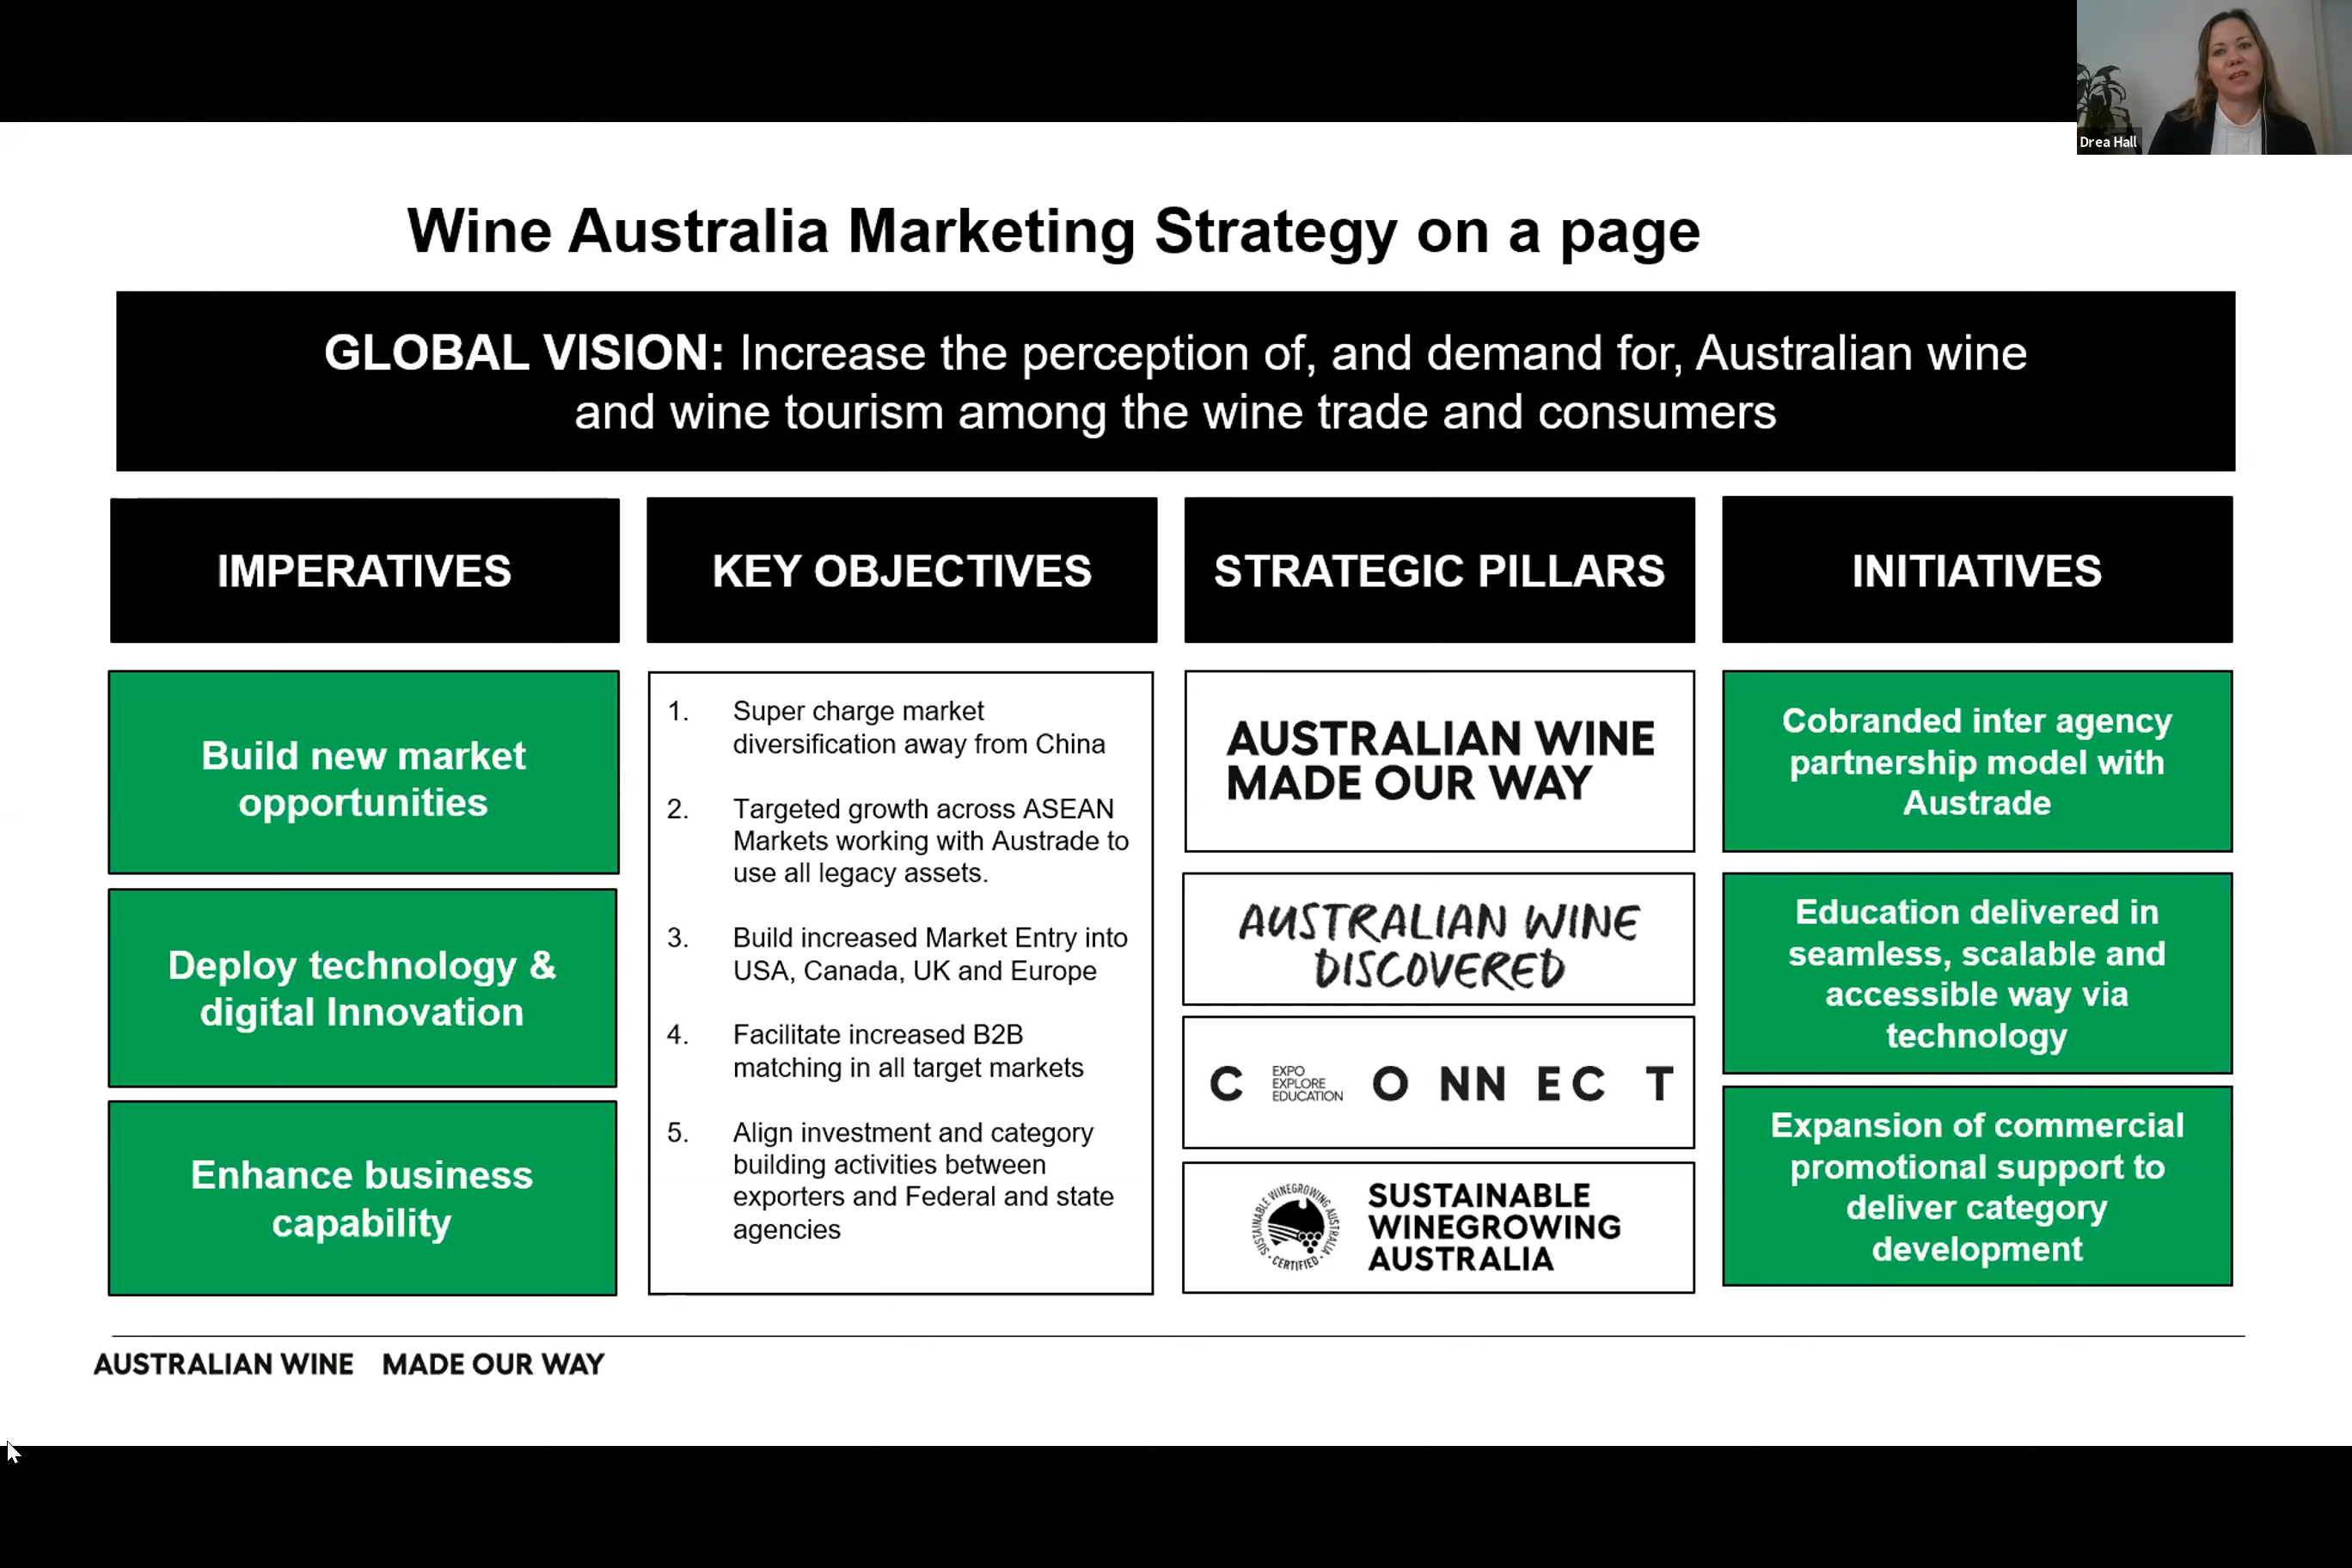 Drea Hall
Wine Australia Marketing Strategy on a page
GLOBAL VISION: Increase the perception of, and demand for, Australian wine
and wine tourism among the wine trade and consumers
IMPERATIVES
Build new market
opportunities
Deploy technology &
digital Innovation
Enhance business
capability
KEY OBJECTIVES
1. Super charge market
diversification away from China
2. Targeted growth across ASEAN
Markets working with Austrade to
use all legacy assets.
3. Build increased Market Entry into
USA, Canada, UK and Europe
4. Facilitate increased B2B
matching in all target markets
5. Align investment and category
building activities between
exporters and Federal and state
agencies
STRATEGIC PILLARS
AUSTRALIAN WINE
MADE OUR WAY
AUSTRALIAN WINE
DISCOVERED
C O NN EC T
EXPO
EXPLORE
EDUCATION
SUSTAINABLE WINEGROWING AUSTRALIA
• CERTIFIED •
SUSTAINABLE
WINEGROWING
AUSTRALIA
INITIATIVES
Cobranded inter agency
partnership model with
Austrade
Education delivered in
seamless, scalable and
accessible way via
technology
Expansion of commercial
promotional support to
deliver category
development
AUSTRALIAN WINE MADE OUR WAY